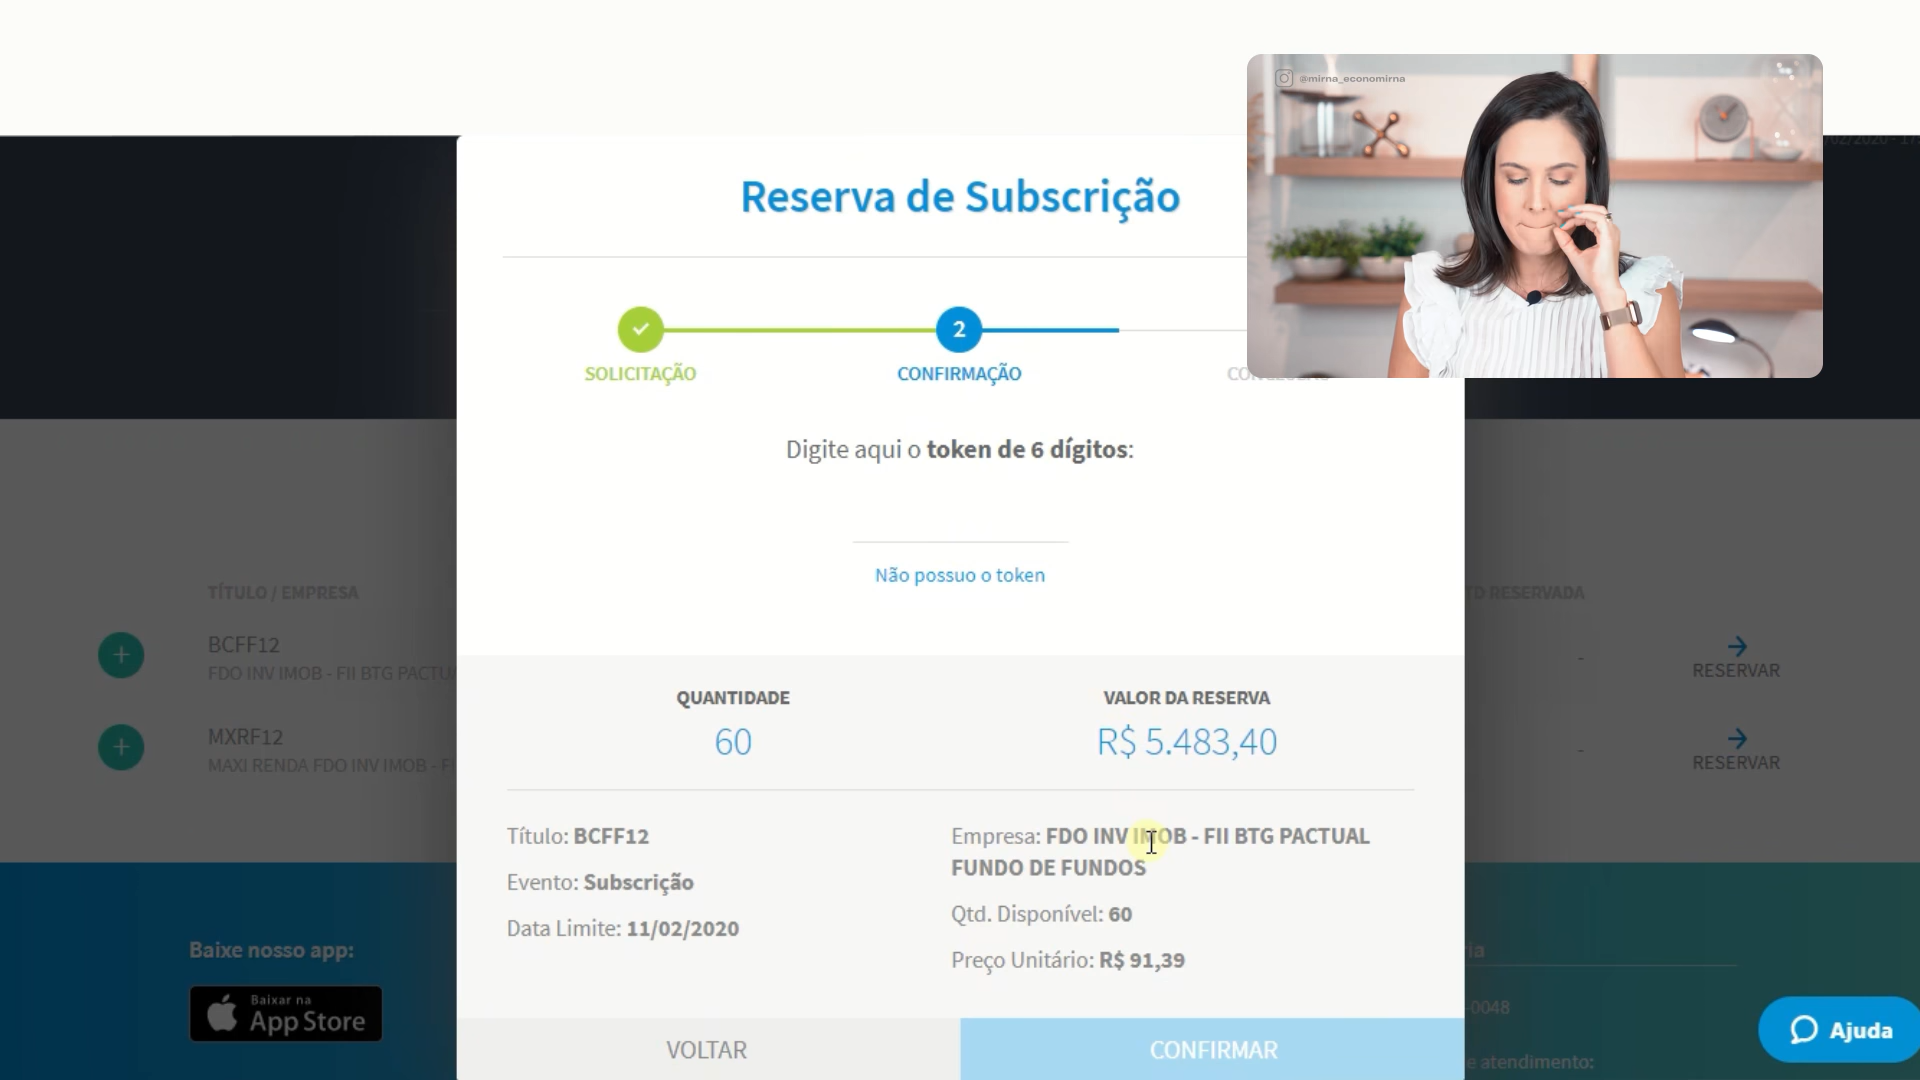 @mirna_economirna
Reserva de Subscrição
2
SOLICITAÇÃO
CONFIRMAÇÃO
Digite aqui o token de 6 dígitos:
Não possuo o token
TÍTULO / EMPRESA
RESERVADA
BCFF12
FDO INV IMOB - FII BTG PACTUA
-
RESERVAR
MXRF12
MAXI RENDA FDO INV IMOB - F
-
RESERVAR
QUANTIDADE
60
VALOR DA RESERVA
R$ 5.483,40
Título: BCFF12
Evento: Subscrição
Data Limite: 11/02/2020
Empresa: FDO INV IMOB - FII BTG PACTUAL
FUNDO DE FUNDOS
Qtd. Disponível: 60
Preço Unitário: R$ 91,39
Baixe nosso app:
Baixar na
App Store
0048
e atendimento:
VOLTAR
CONFIRMAR
Ajuda